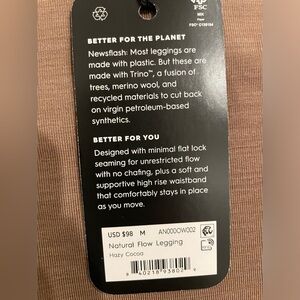 FSC
MIX
BETTER FOR THE PLANET
Newsflash: Most leggings are
made with plastic. But these are
made with Trino™, a fusion of
trees, merino wool, and
recycled materials to cut back
on virgin petroleum-based
synthetics.
BETTER FOR YOU
Designed with minimal flat lock
seaming for unrestricted flow
with no chafing, plus a soft and
supportive high rise waistband
that comfortably stays in place
as you move.
USD $98 M AN000OW002
Natural Flow Legging
Hazy Cocoa